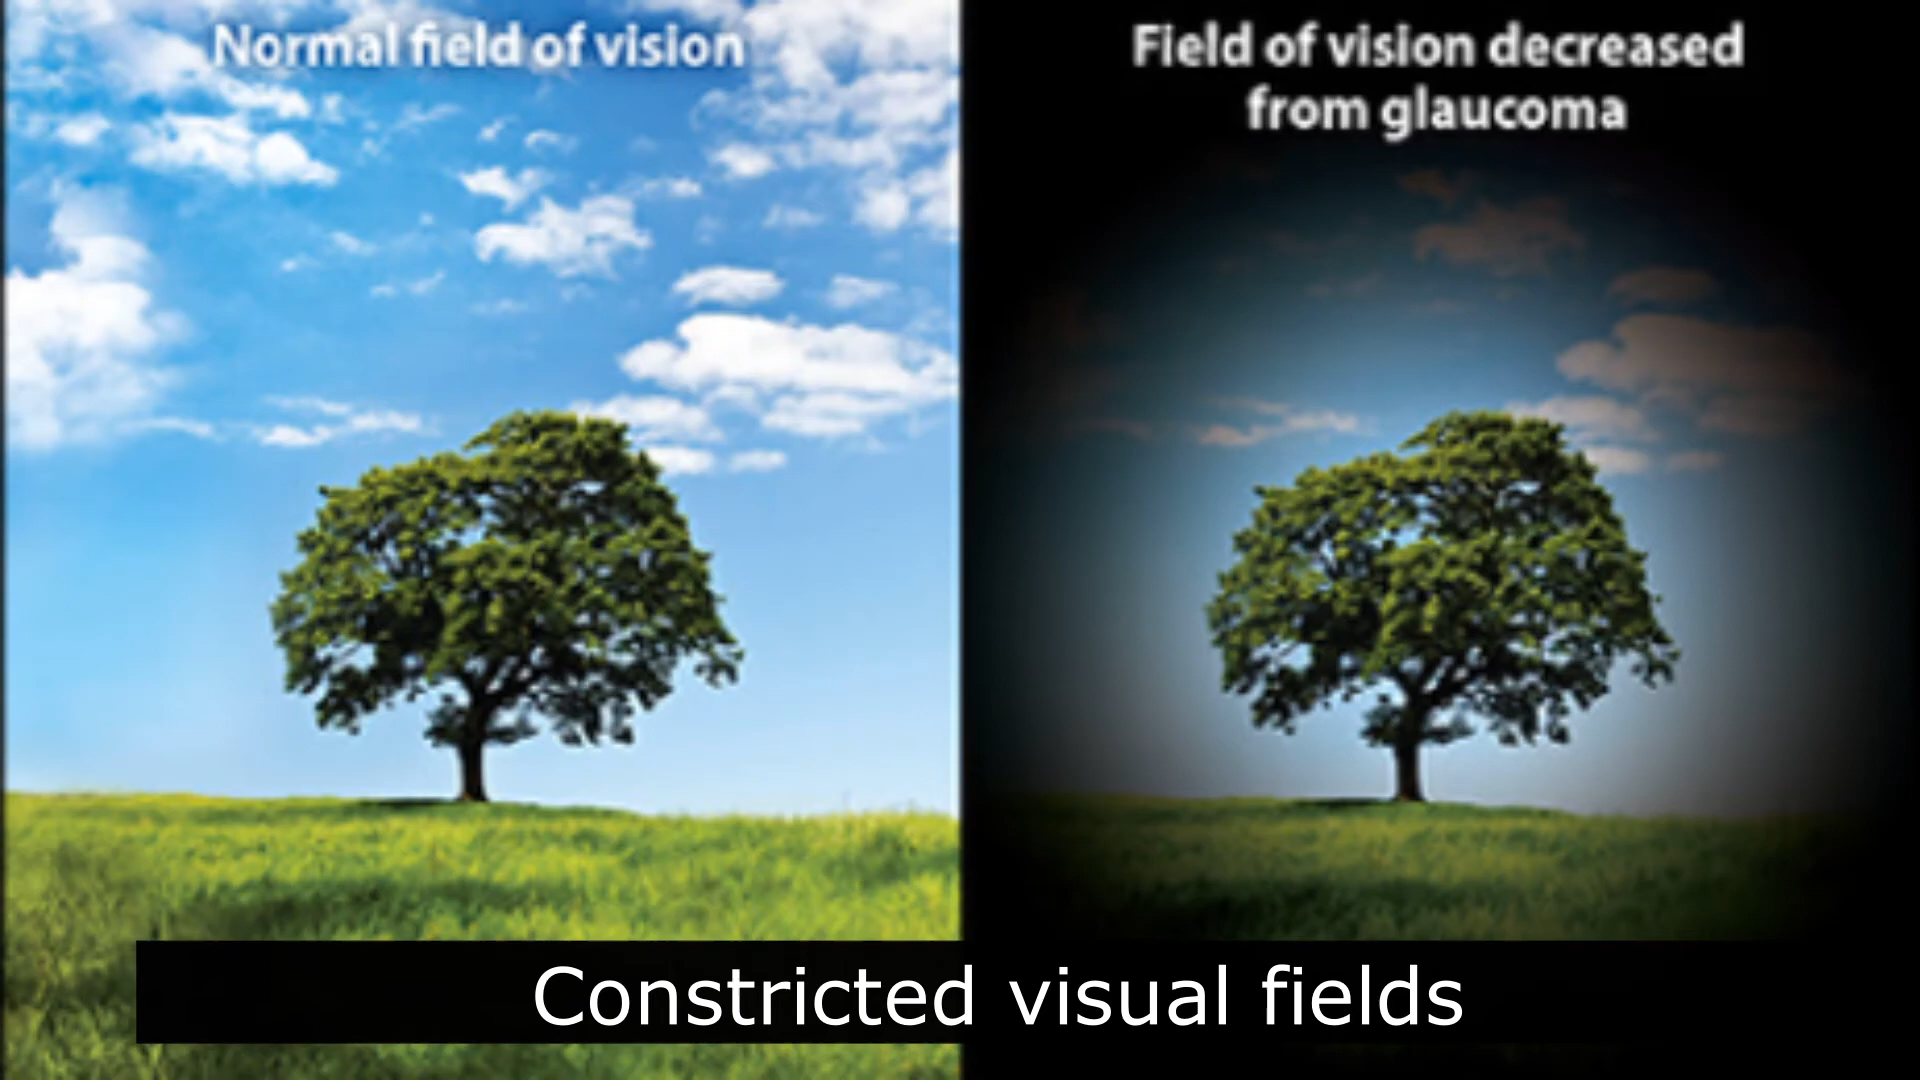 Normal field of vision
Field of vision decreased
from glaucoma
Constricted visual fields